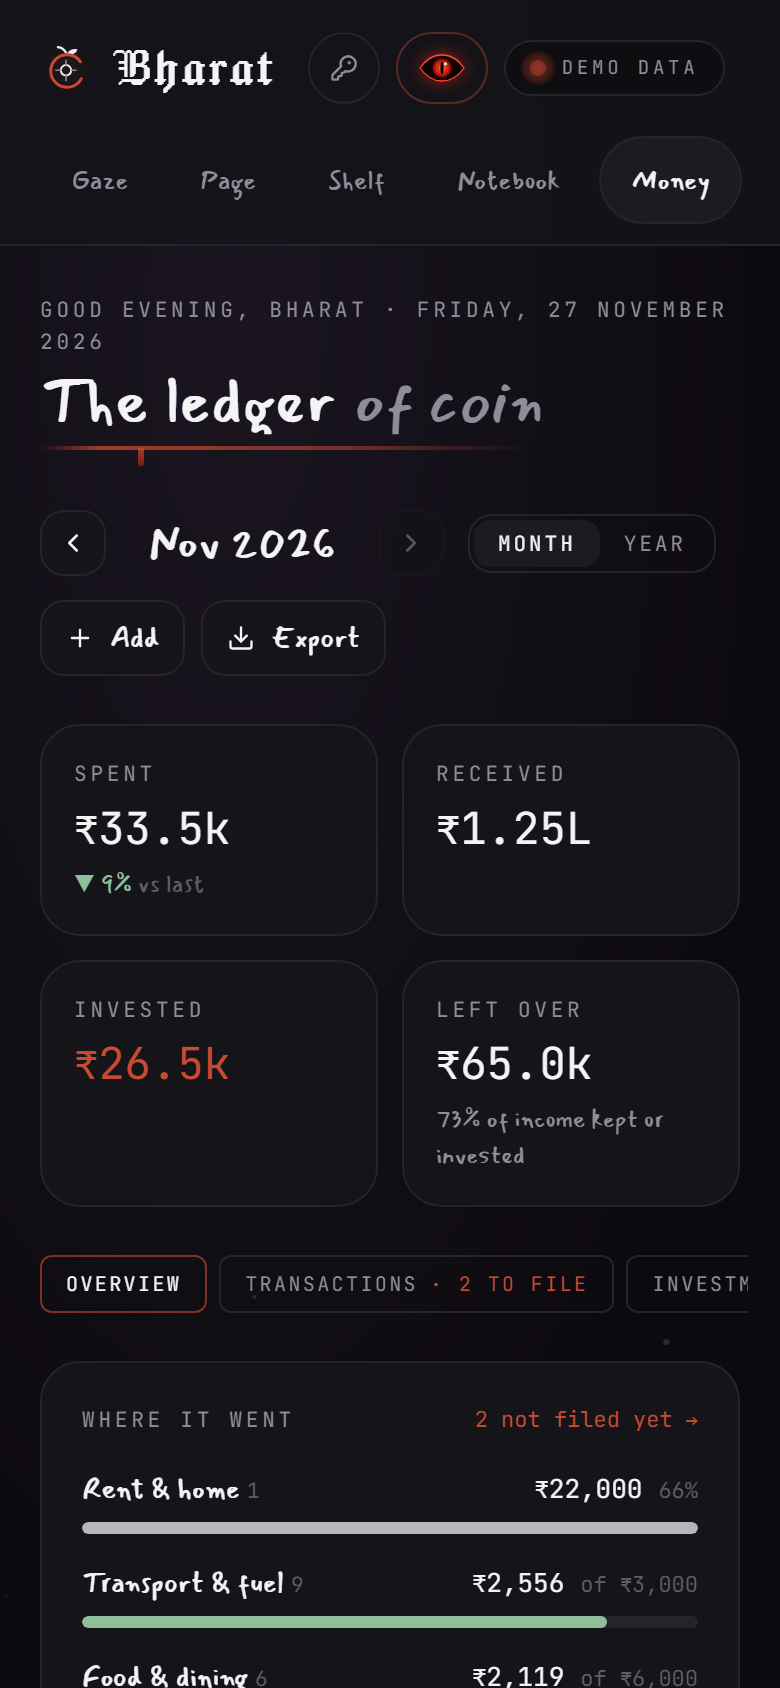 Bharat DEMO DATA
Gaze Page Shelf Notebook Money
GOOD EVENING, BHARAT · FRIDAY, 27 NOVEMBER
2026
The ledger of coin
Nov 2026 MONTH YEAR
+ Add Export
SPENT RECEIVED
₹33.5k ₹1.25L
▼ 9% vs last
INVESTED LEFT OVER
₹26.5k ₹65.0k
73% of income kept or
invested
OVERVIEW TRANSACTIONS · 2 TO FILE INVESTM
WHERE IT WENT 2 not filed yet →
Rent & home 1 ₹22,000 66%
Transport & fuel 9 ₹2,556 of ₹3,000
Food & dining 6 ₹2,119 of ₹6,000